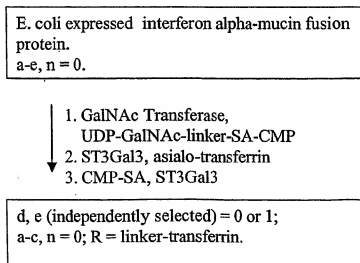 E. coli expressed  interferon alpha-mucin fusion
protein.
a-e, n = 0.
1. GalNAc Transferase,
UDP-GalNAc-linker-SA-CMP
2. ST3Gal3, asialo-transferrin
3. CMP-SA, ST3Gal3
d, e (independently selected) = 0 or 1;
a-c, n = 0; R = linker-transferrin.